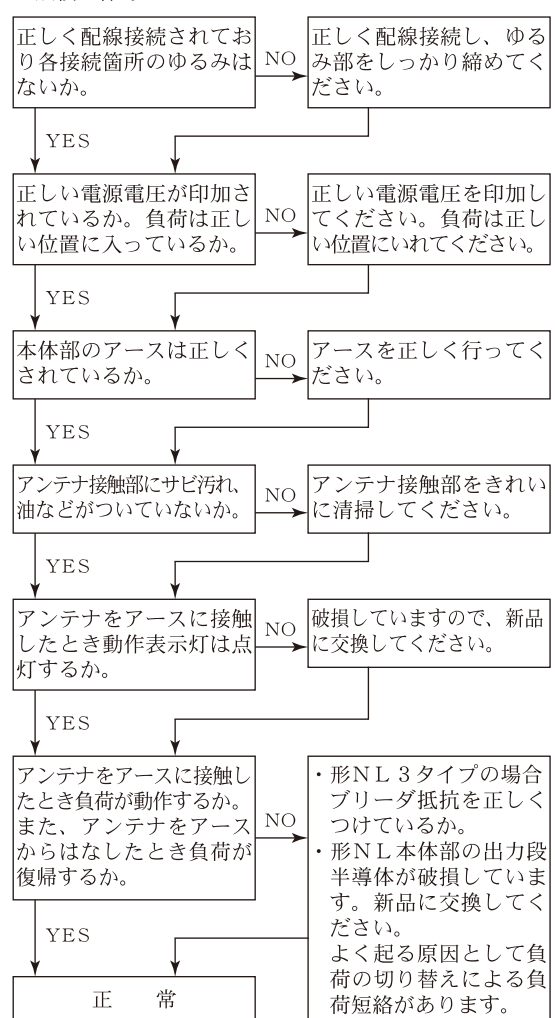 正しく配線接続されてお
り各接続箇所のゆるみは
ないか。
NO
正しく配線接続し、ゆる
み部をしっかり締めてく
ださい。
YES
正しい電源電圧が印加さ
れているか。負荷は正し
い位置に入っているか。
NO
正しい電源電圧を印加し
てください。負荷は正し
い位置にいれてください。
YES
本体部のアースは正しく
されているか。
NO
アースを正しく行ってく
ださい。
YES
アンテナ接触部にサビ汚れ、
油などがついていないか。
NO
アンテナ接触部をきれい
に清掃してください。
YES
アンテナをアースに接触
したとき動作表示灯は点
灯するか。
NO
破損していますので、新品
に交換してください。
YES
アンテナをアースに接触し
たとき負荷が動作するか。
また、アンテナをアース
からはなしたとき負荷が
復帰するか。
NO
・形NL3タイプの場合
ブリーダ抵抗を正しく
つけているか。
・形NL本体部の出力段
半導体が破損していま
す。新品に交換してく
ださい。
よく起る原因として負
荷の切り替えによる負
荷短絡があります。
YES
正　常